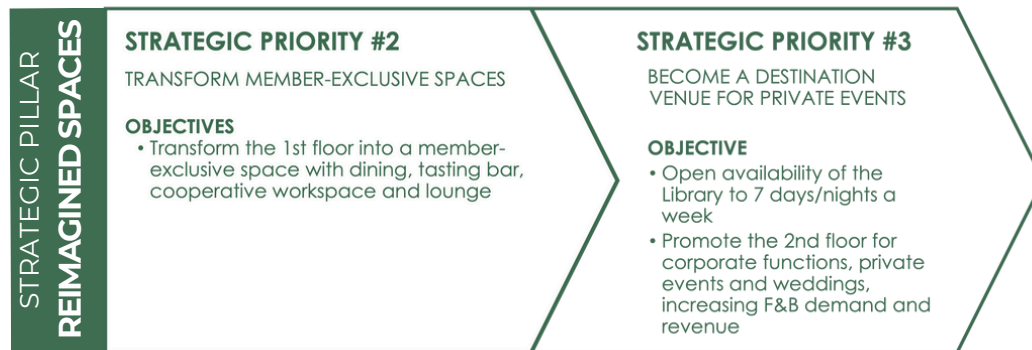 STRATEGIC PILLAR
REIMAGINED SPACES
STRATEGIC PRIORITY #2
TRANSFORM MEMBER-EXCLUSIVE SPACES
OBJECTIVES
• Transform the 1st floor into a member-
exclusive space with dining, tasting bar,
cooperative workspace and lounge
STRATEGIC PRIORITY #3
BECOME A DESTINATION
VENUE FOR PRIVATE EVENTS
OBJECTIVE
• Open availability of the
Library to 7 days/nights a
week
• Promote the 2nd floor for
corporate functions, private
events and weddings,
increasing F&B demand and
revenue